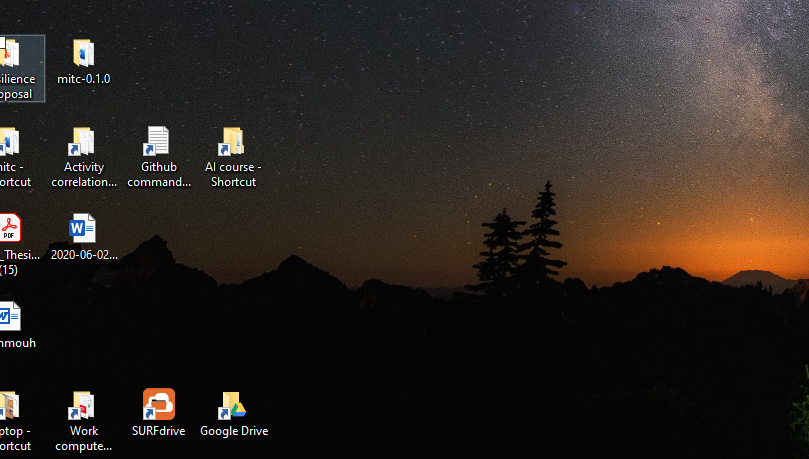 silience
oposal
mitc-0.1.0
mitc -
ortcut
Activity
correlation...
Github
command...
AI course -
Shortcut
PDF
_Thesi...
(15)
W
2020-06-02...
W
nmouh
ptop -
ortcut
Work
compute...
SURFdrive
Google Drive